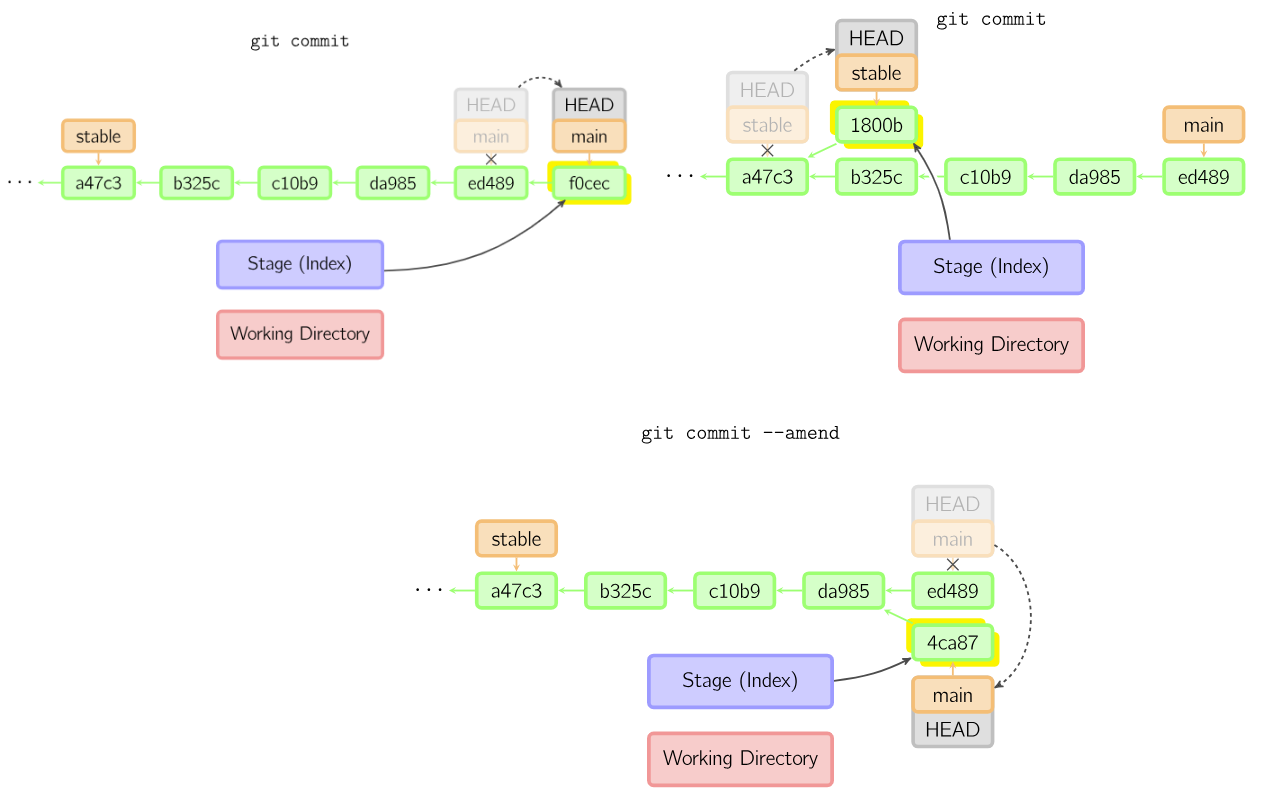 git commit
HEAD
HEAD
stable
main
main
··· a47c3 b325c c10b9 da985 ed489 f0cec
Stage (Index)
Working Directory
git commit
HEAD
stable
HEAD
stable
1800b
main
··· a47c3 b325c c10b9 da985 ed489
Stage (Index)
Working Directory
git commit --amend
HEAD
stable
main
··· a47c3 b325c c10b9 da985 ed489
4ca87
Stage (Index)
main
HEAD
Working Directory